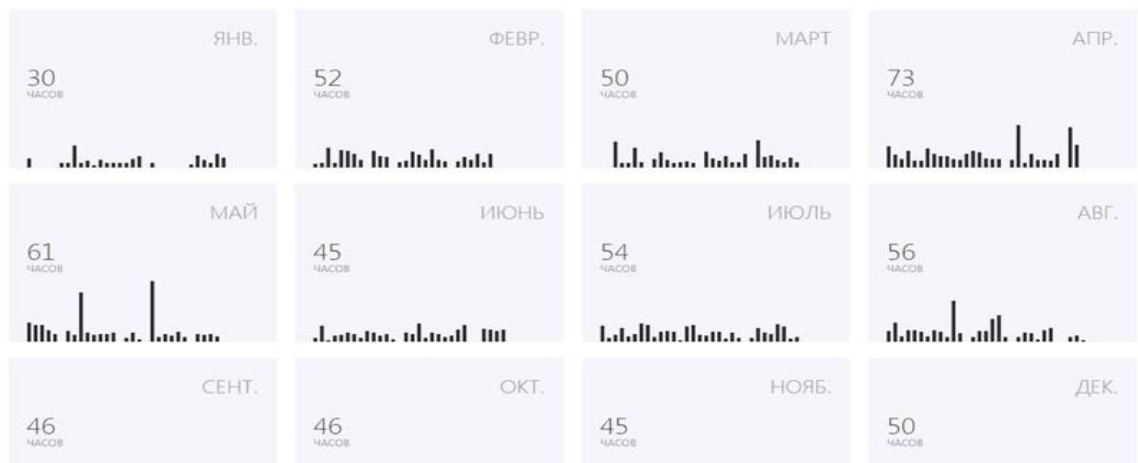 ЯНВ.
30
ЧАСОВ
ФЕВР.
52
ЧАСОВ
МАРТ
50
ЧАСОВ
АПР.
73
ЧАСОВ
МАЙ
61
ЧАСОВ
ИЮНЬ
45
ЧАСОВ
ИЮЛЬ
54
ЧАСОВ
АВГ.
56
ЧАСОВ
СЕНТ.
46
ЧАСОВ
ОКТ.
46
ЧАСОВ
НОЯБ.
45
ЧАСОВ
ДЕК.
50
ЧАСОВ